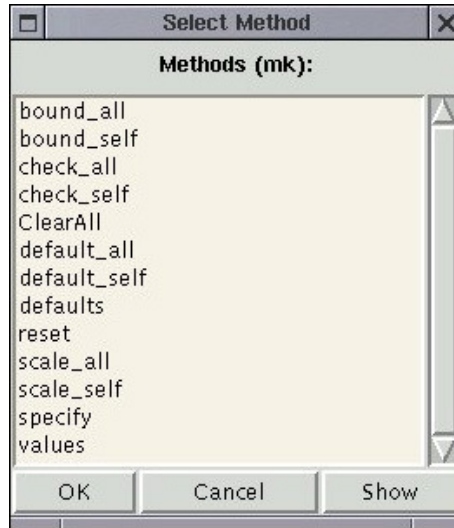 Select Method
Methods (mk):
bound_all
bound_self
check_all
check_self
ClearAll
default_all
default_self
defaults
reset
scale_all
scale_self
specify
values
OK Cancel Show